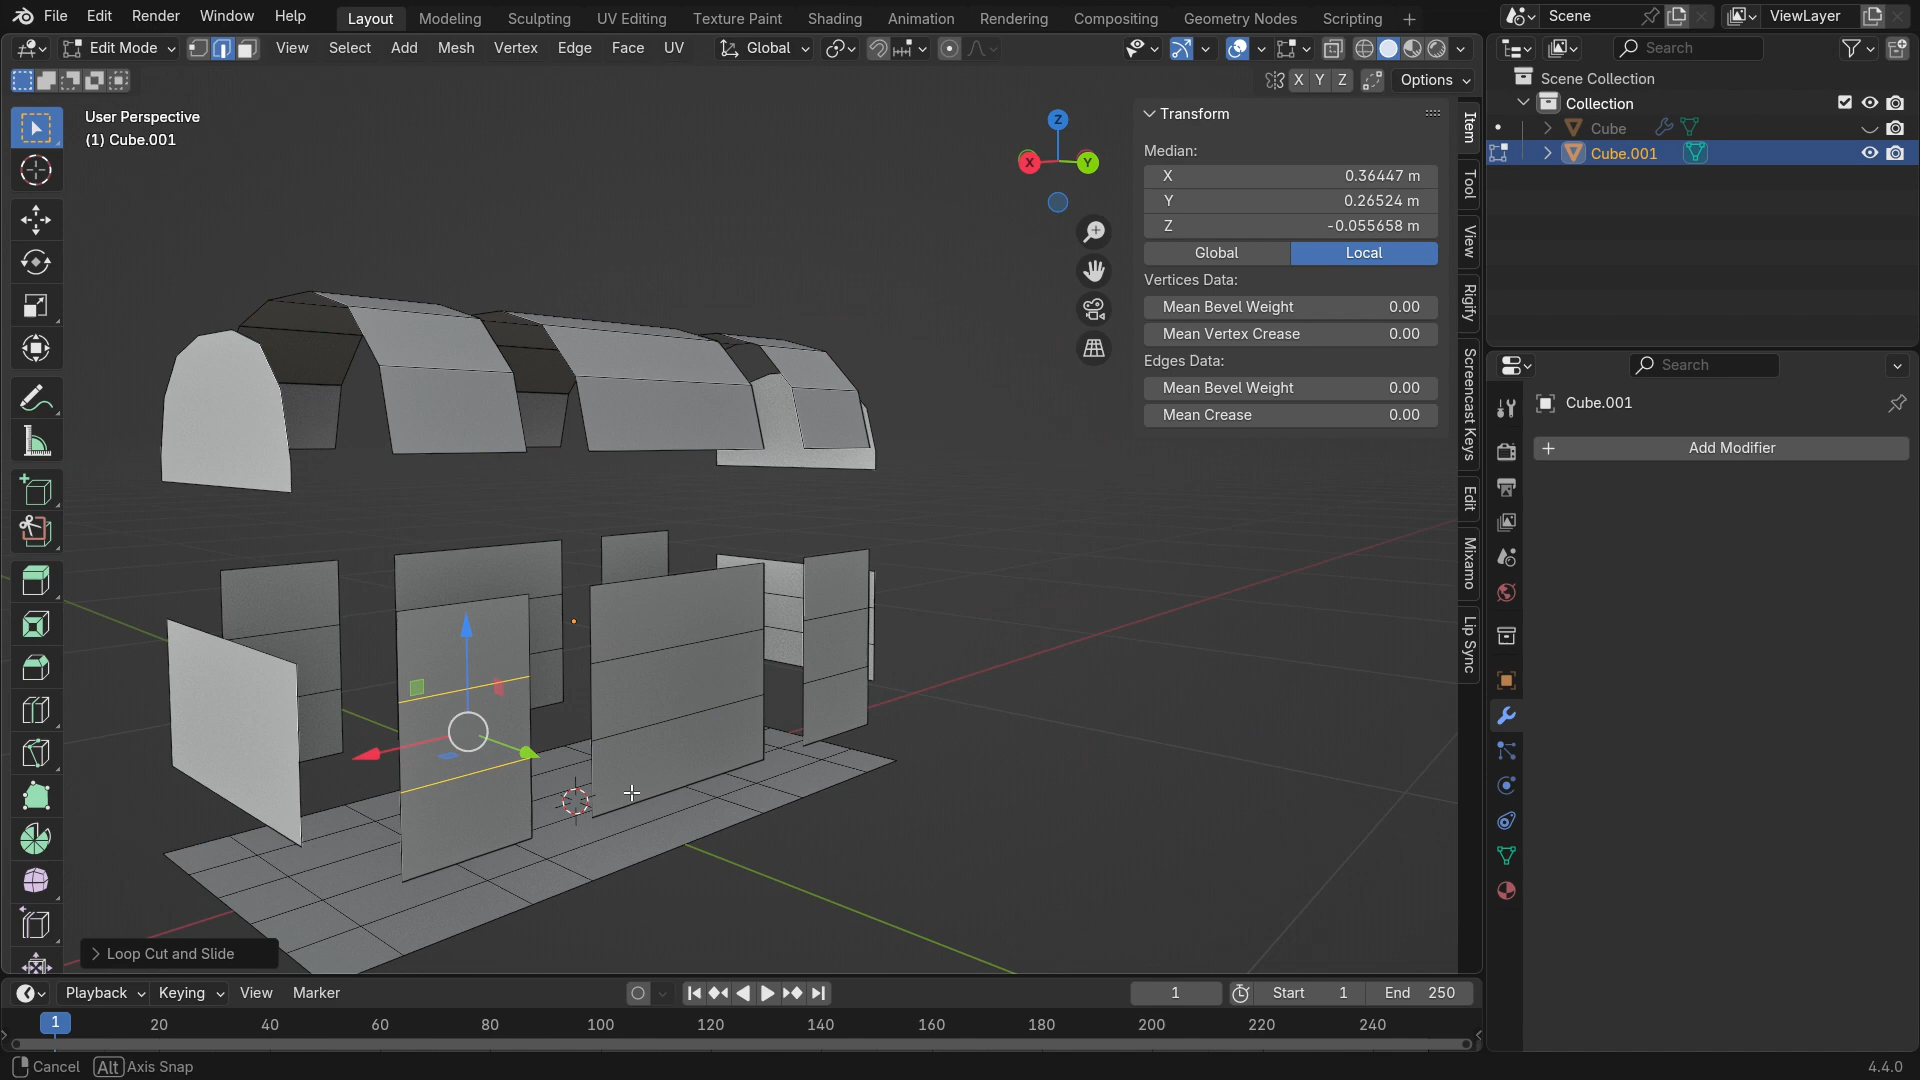 File Edit Render Window Help Layout Modeling Sculpting UV Editing Texture Paint Shading Animation Rendering Compositing Geometry Nodes Scripting + Scene ViewLayer
Edit Mode View Select Add Mesh Vertex Edge Face UV Global
Search
X Y Z Options
User Perspective
(1) Cube.001
Z
X
Y
Transform
Median:
X 0.36447 m
Y 0.26524 m
Z -0.055658 m
Global Local
Vertices Data:
Mean Bevel Weight 0.00
Mean Vertex Crease 0.00
Edges Data:
Mean Bevel Weight 0.00
Mean Crease 0.00
Item
Tool
View
Rigify
Screencast Keys
Edit
Mixamo
Lip Sync
Scene Collection
Collection
Cube
Cube.001
Search
Cube.001
+ Add Modifier
Loop Cut and Slide
Playback Keying View Marker 1 Start 1 End 250
1 20 40 60 80 100 120 140 160 180 200 220 240
Cancel Alt Axis Snap 4.4.0